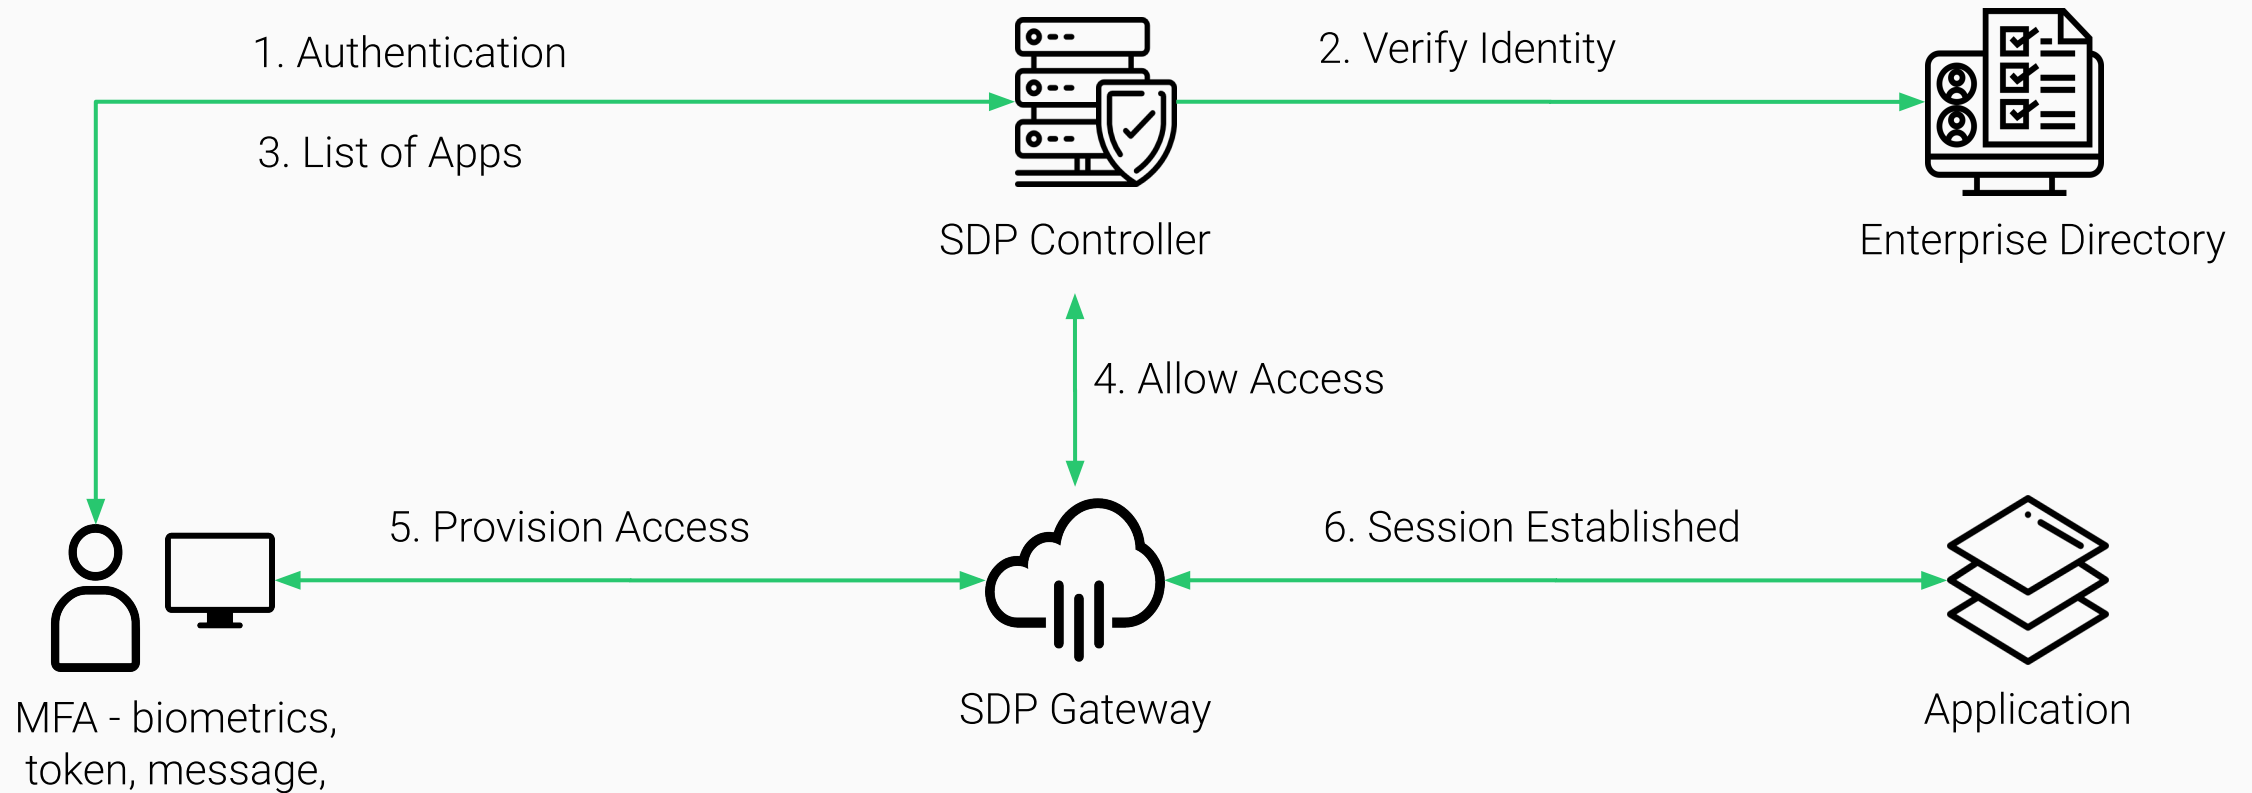 1. Authentication
2. Verify Identity
3. List of Apps
SDP Controller
Enterprise Directory
4. Allow Access
5. Provision Access
6. Session Established
MFA - biometrics,
token, message,
SDP Gateway
Application